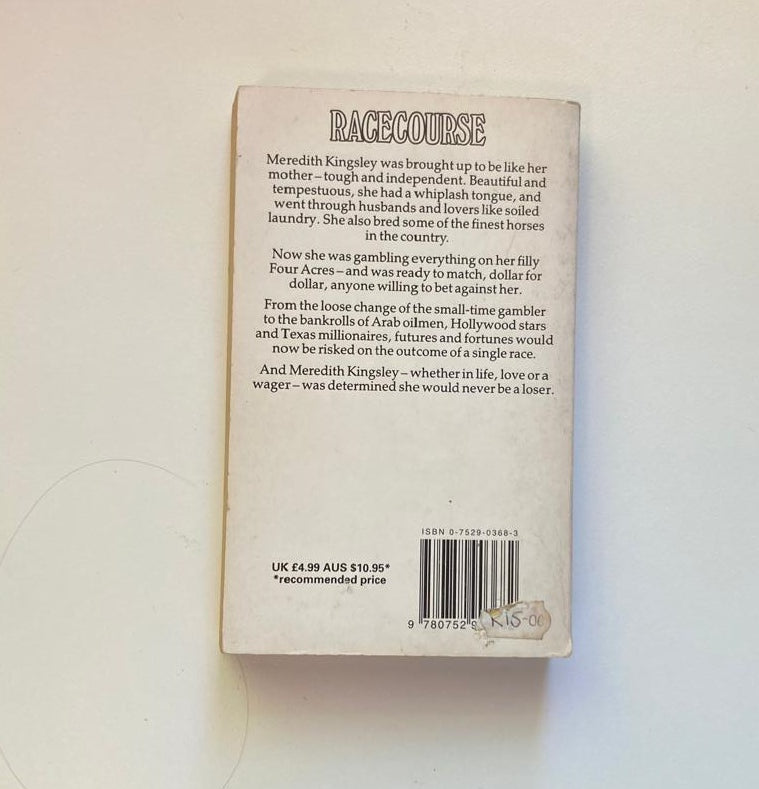 RACECOURSE
Meredith Kingsley was brought up to be like her
mother – tough and independent. Beautiful and
tempestuous, she had a whiplash tongue, and
went through husbands and lovers like soiled
laundry. She also bred some of the finest horses
in the country.
Now she was gambling everything on her filly
Four Acres – and was ready to match, dollar for
dollar, anyone willing to bet against her.
From the loose change of the small-time gambler
to the bankrolls of Arab oilmen, Hollywood stars
and Texas millionaires, futures and fortunes would
now be risked on the outcome of a single race.
And Meredith Kingsley – whether in life, love or a
wager – was determined she would never be a loser.
ISBN 0-7529-0368-3
UK £4.99 AUS $10.95*
*recommended price
9 780752
R15-00